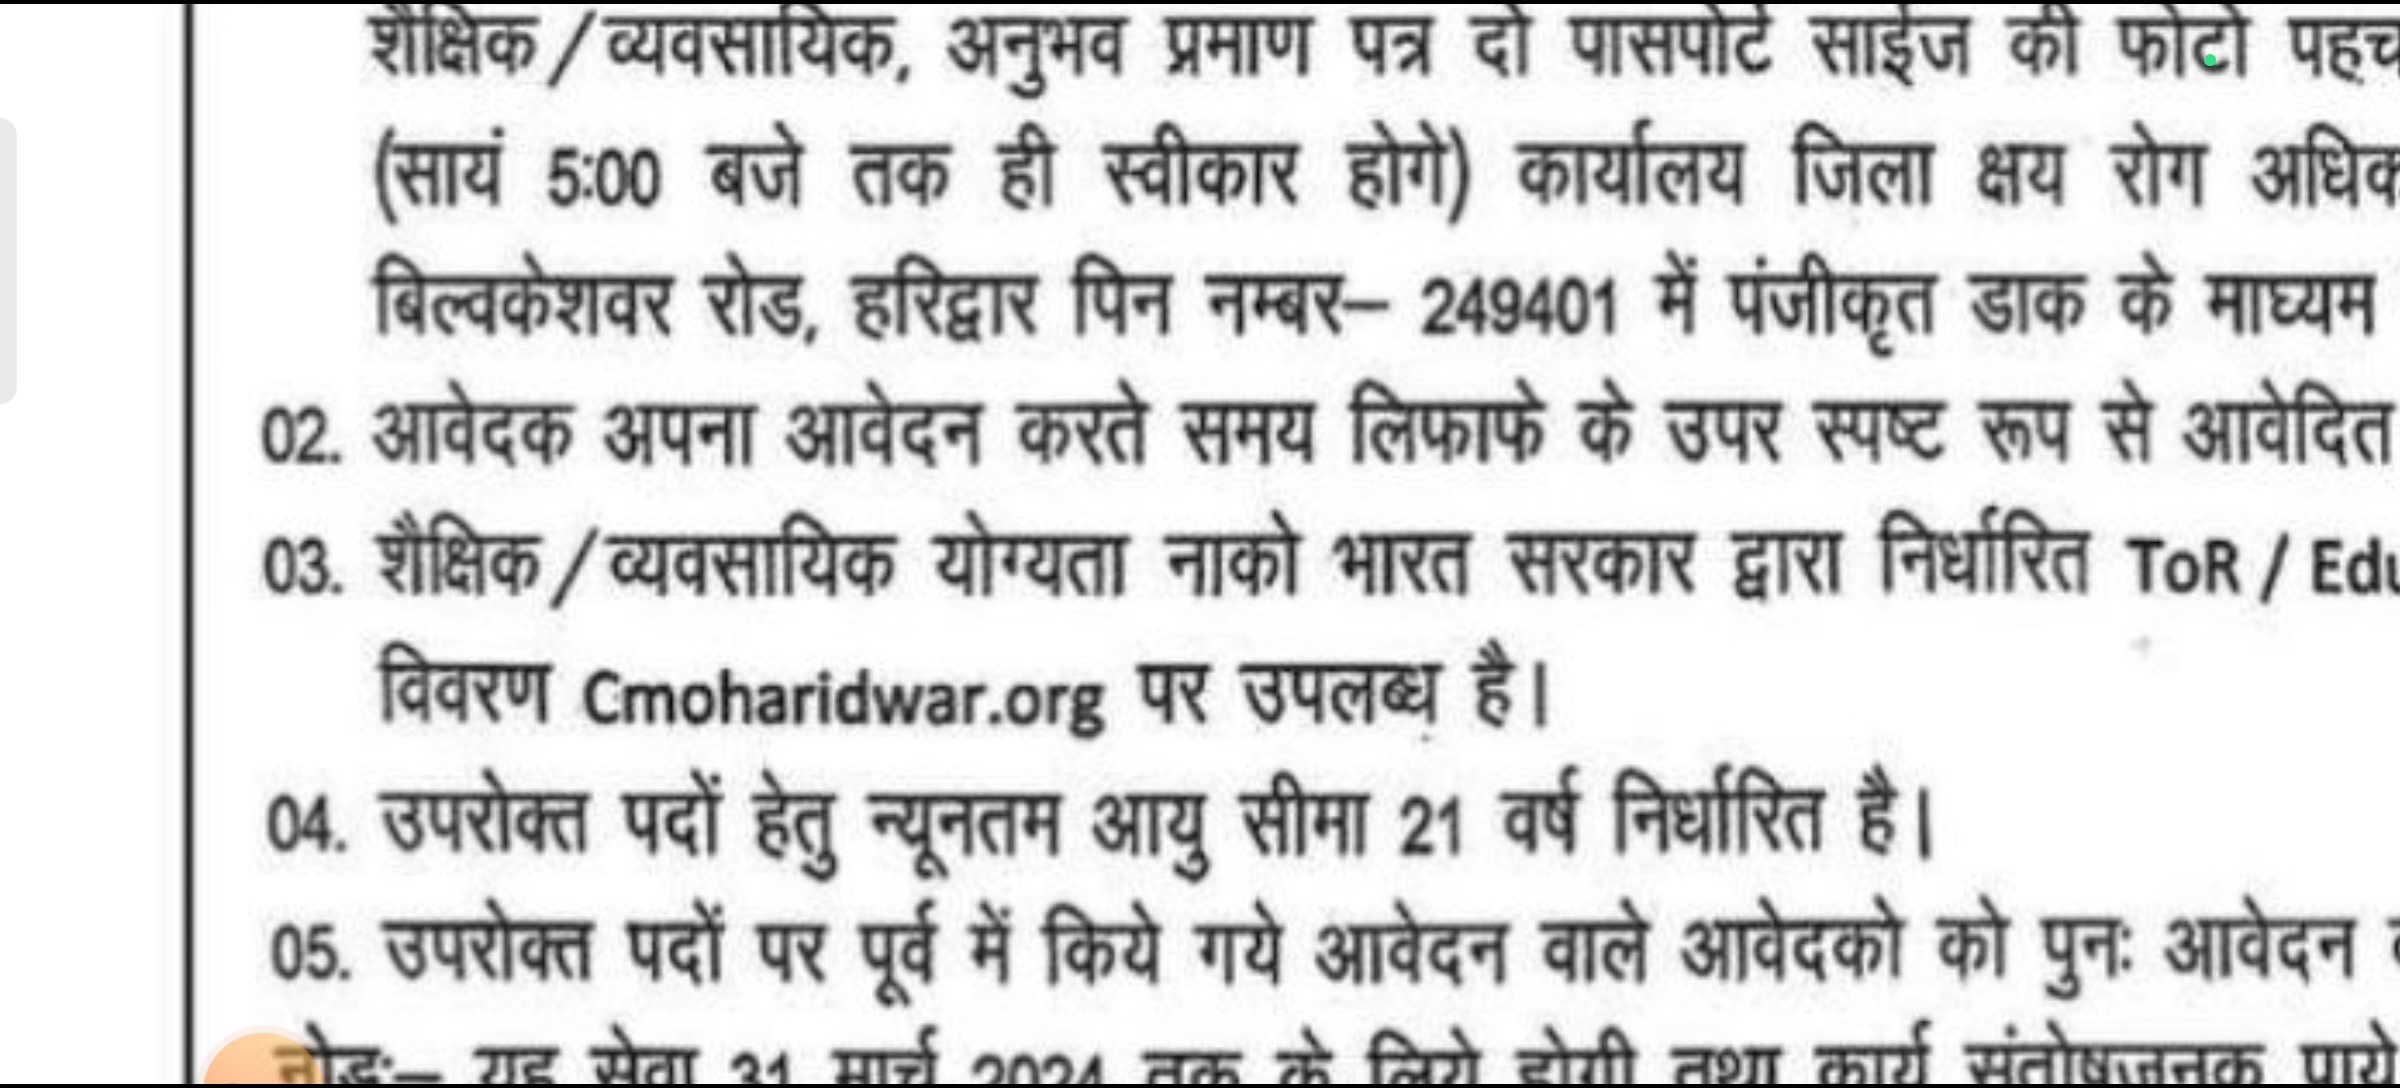 शैक्षिक/व्यवसायिक, अनुभव प्रमाण पत्र दो पासपोर्ट साईज की फोटो पहच
(सायं 5:00 बजे तक ही स्वीकार होगे) कार्यालय जिला क्षय रोग अधिक
बिल्वकेशवर रोड, हरिद्वार पिन नम्बर– 249401 में पंजीकृत डाक के माघ्यम
02. आवेदक अपना आवेदन करते समय लिफाफे के उपर स्पष्ट रूप से आवेदित
03. शैक्षिक/व्यवसायिक योग्यता नाको भारत सरकार द्वारा निर्धारित ToR / Edu
विवरण Cmoharidwar.org पर उपलब्ध है।
04. उपरोक्त पदों हेतु न्यूनतम आयु सीमा 21 वर्ष निर्धारित है।
05. उपरोक्त पदों पर पूर्व में किये गये आवेदन वाले आवेदको को पुनः आवेदन
यह सेवा 31 मार्च 2024 तक के लिये होगी तथा कार्य संतोषजनक पाये